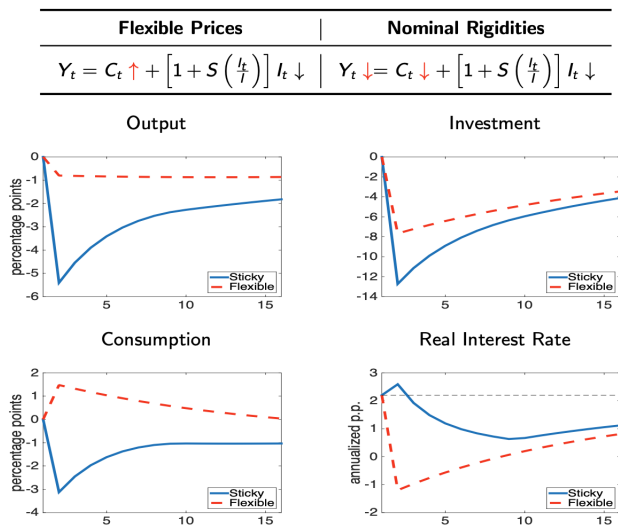 Flexible Prices Nominal Rigidities
Y_t = C_t ↑ + [1 + S (I_t/I)] I_t ↓ Y_t ↓= C_t ↓ + [1 + S (I_t/I)] I_t ↓
Output
percentage points
0
-1
-2
-3
-4
-5
-6
5 10 15
Sticky
Flexible
Investment
0
-2
-4
-6
-8
-10
-12
-14
5 10 15
Sticky
Flexible
Consumption
percentage points
2
1
0
-1
-2
-3
-4
5 10 15
Sticky
Flexible
Real Interest Rate
annualized p.p.
3
2
1
0
-1
-2
5 10 15
Sticky
Flexible